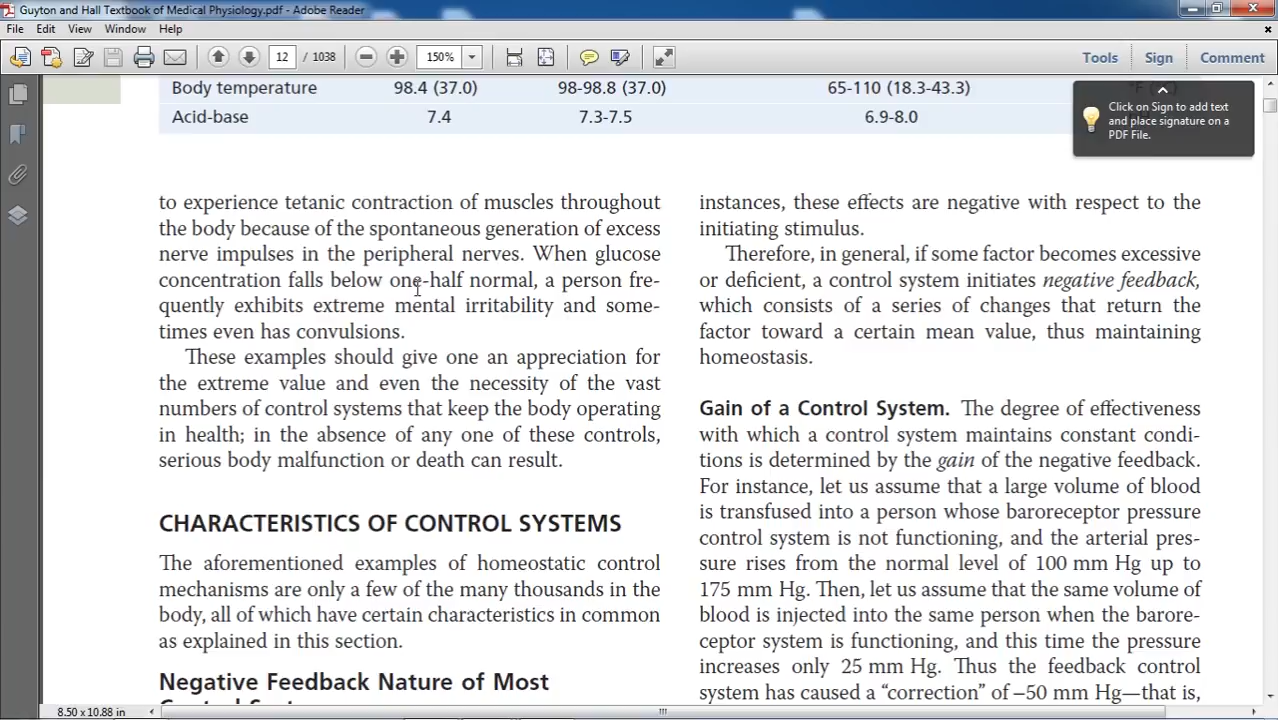 Guyton and Hall Textbook of Medical Physiology.pdf - Adobe Reader
File Edit View Window Help
12 / 1038 150% Tools Sign Comment
Body temperature 98.4 (37.0) 98-98.8 (37.0) 65-110 (18.3-43.3)
Acid-base 7.4 7.3-7.5 6.9-8.0
Click on Sign to add text
and place signature on a
PDF File.
to experience tetanic contraction of muscles throughout
the body because of the spontaneous generation of excess
nerve impulses in the peripheral nerves. When glucose
concentration falls below one-half normal, a person fre-
quently exhibits extreme mental irritability and some-
times even has convulsions.
These examples should give one an appreciation for
the extreme value and even the necessity of the vast
numbers of control systems that keep the body operating
in health; in the absence of any one of these controls,
serious body malfunction or death can result.
CHARACTERISTICS OF CONTROL SYSTEMS
The aforementioned examples of homeostatic control
mechanisms are only a few of the many thousands in the
body, all of which have certain characteristics in common
as explained in this section.
Negative Feedback Nature of Most
instances, these effects are negative with respect to the
initiating stimulus.
Therefore, in general, if some factor becomes excessive
or deficient, a control system initiates negative feedback,
which consists of a series of changes that return the
factor toward a certain mean value, thus maintaining
homeostasis.
Gain of a Control System. The degree of effectiveness
with which a control system maintains constant condi-
tions is determined by the gain of the negative feedback.
For instance, let us assume that a large volume of blood
is transfused into a person whose baroreceptor pressure
control system is not functioning, and the arterial pres-
sure rises from the normal level of 100 mm Hg up to
175 mm Hg. Then, let us assume that the same volume of
blood is injected into the same person when the barore-
ceptor system is functioning, and this time the pressure
increases only 25 mm Hg. Thus the feedback control
system has caused a “correction” of –50 mm Hg—that is,
8.50 x 10.88 in